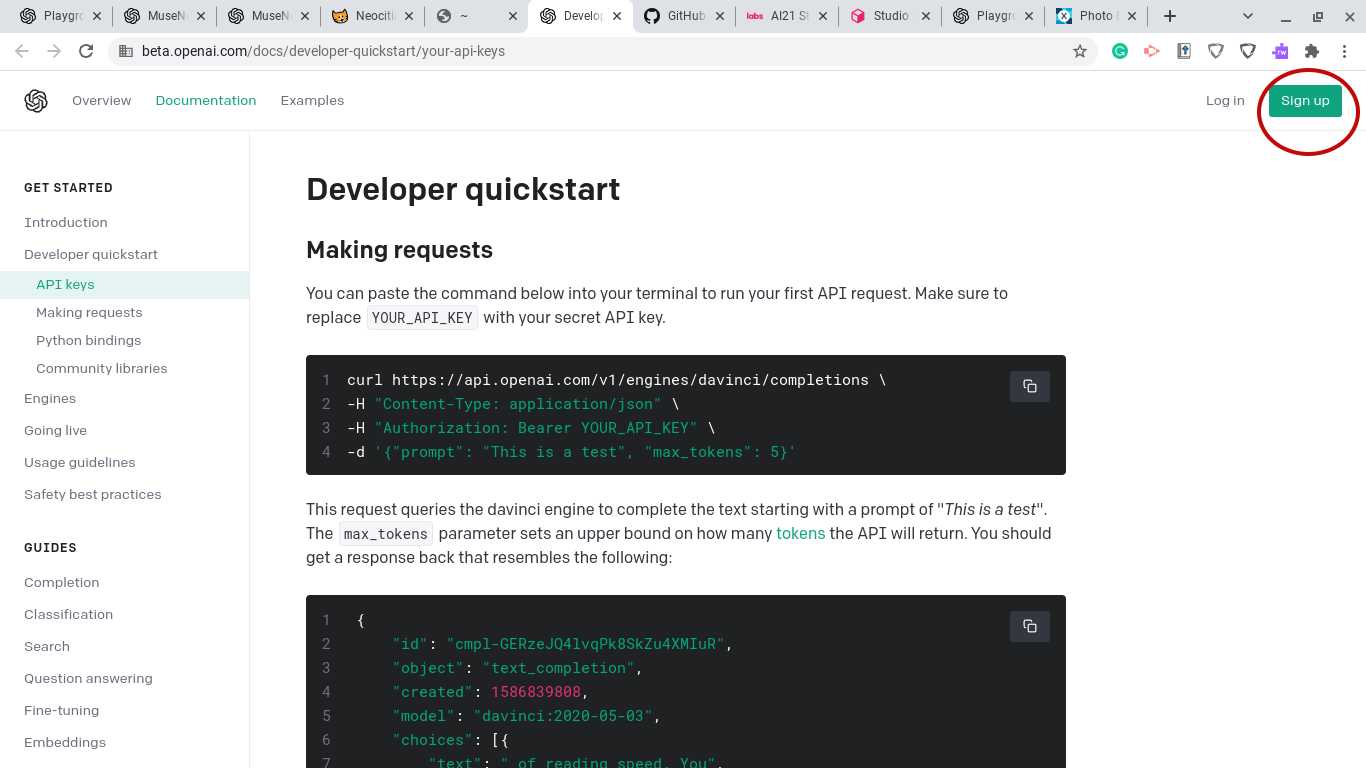 Playgro
MuseNe
MuseNe
Neocitie
~
Develop
GitHub
labs AI21 St
Studio
Playgro
Photo E
beta.openai.com/docs/developer-quickstart/your-api-keys
rw
Overview
Documentation
Examples
Log in
Sign up
GET STARTED
Introduction
Developer quickstart
API keys
Making requests
Python bindings
Community libraries
Engines
Going live
Usage guidelines
Safety best practices
GUIDES
Completion
Classification
Search
Question answering
Fine-tuning
Embeddings
Developer quickstart
Making requests
You can paste the command below into your terminal to run your first API request. Make sure to
replace YOUR_API_KEY with your secret API key.
1 curl https://api.openai.com/v1/engines/davinci/completions \
2 -H "Content-Type: application/json" \
3 -H "Authorization: Bearer YOUR_API_KEY" \
4 -d '{"prompt": "This is a test", "max_tokens": 5}'
This request queries the davinci engine to complete the text starting with a prompt of "This is a test".
The max_tokens parameter sets an upper bound on how many tokens the API will return. You should
get a response back that resembles the following:
1 {
2 "id": "cmpl-GERzeJQ4lvqPk8SkZu4XMIuR",
3 "object": "text_completion",
4 "created": 1586839808,
5 "model": "davinci:2020-05-03",
6 "choices": [{
7 "text": " of reading speed. You",